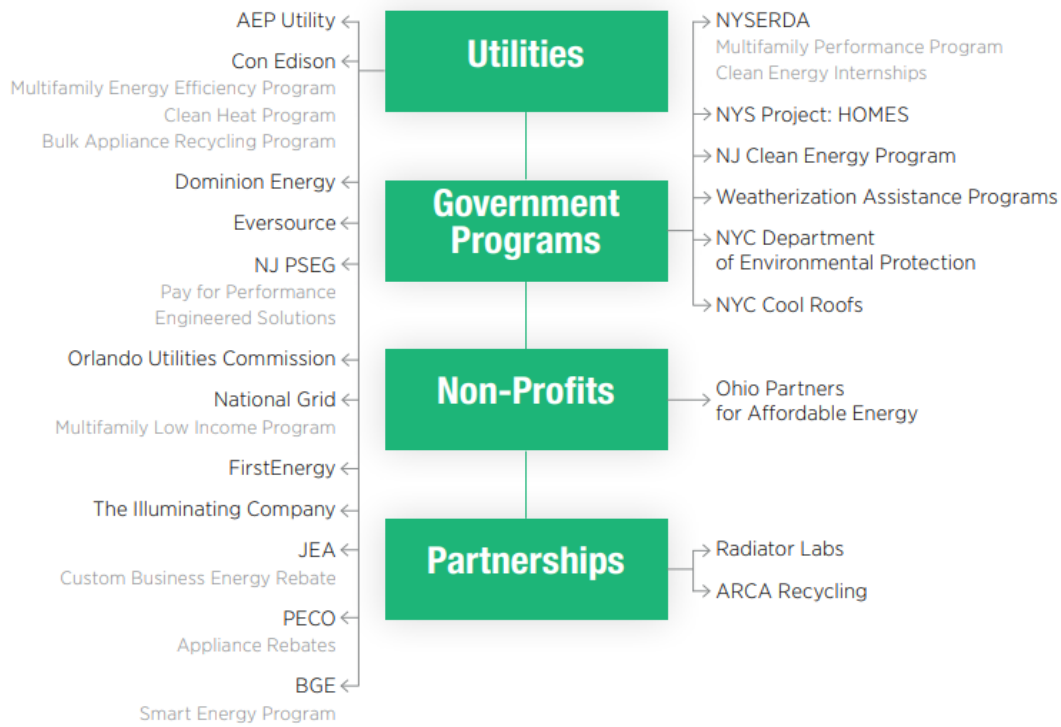 Utilities
AEP Utility
Con Edison
Multifamily Energy Efficiency Program
Clean Heat Program
Bulk Appliance Recycling Program
Dominion Energy
Eversource
NJ PSEG
Pay for Performance
Engineered Solutions
Orlando Utilities Commission
National Grid
Multifamily Low Income Program
FirstEnergy
The Illuminating Company
JEA
Custom Business Energy Rebate
PECO
Appliance Rebates
BGE
Smart Energy Program
Government
Programs
NYSERDA
Multifamily Performance Program
Clean Energy Internships
NYS Project: HOMES
NJ Clean Energy Program
Weatherization Assistance Programs
NYC Department
of Environmental Protection
NYC Cool Roofs
Non-Profits
Ohio Partners
for Affordable Energy
Partnerships
Radiator Labs
ARCA Recycling